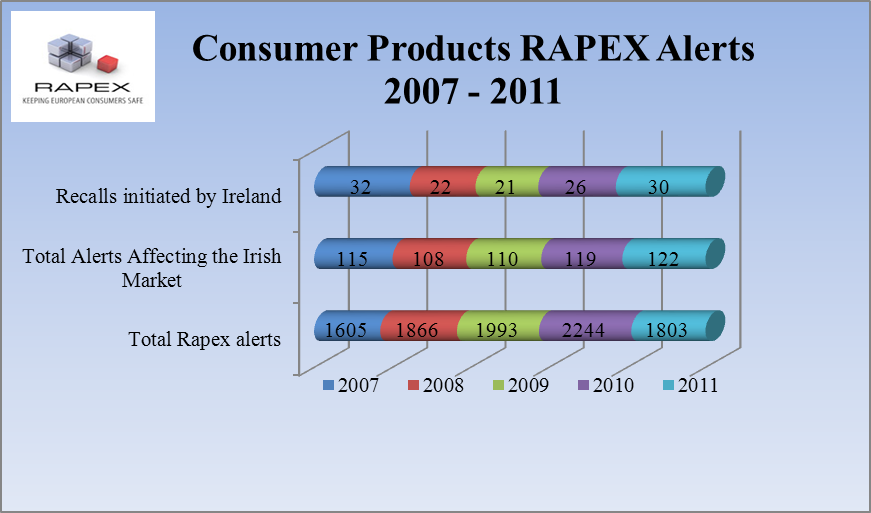 Consumer Products RAPEX Alerts
2007 - 2011
RAPEX
KEEPING EUROPEAN CONSUMERS SAFE
Recalls initiated by Ireland
32 22 21 26 30
Total Alerts Affecting the Irish
Market
115 108 110 119 122
Total Rapex alerts
1605 1866 1993 2244 1803
2007 2008 2009 2010 2011